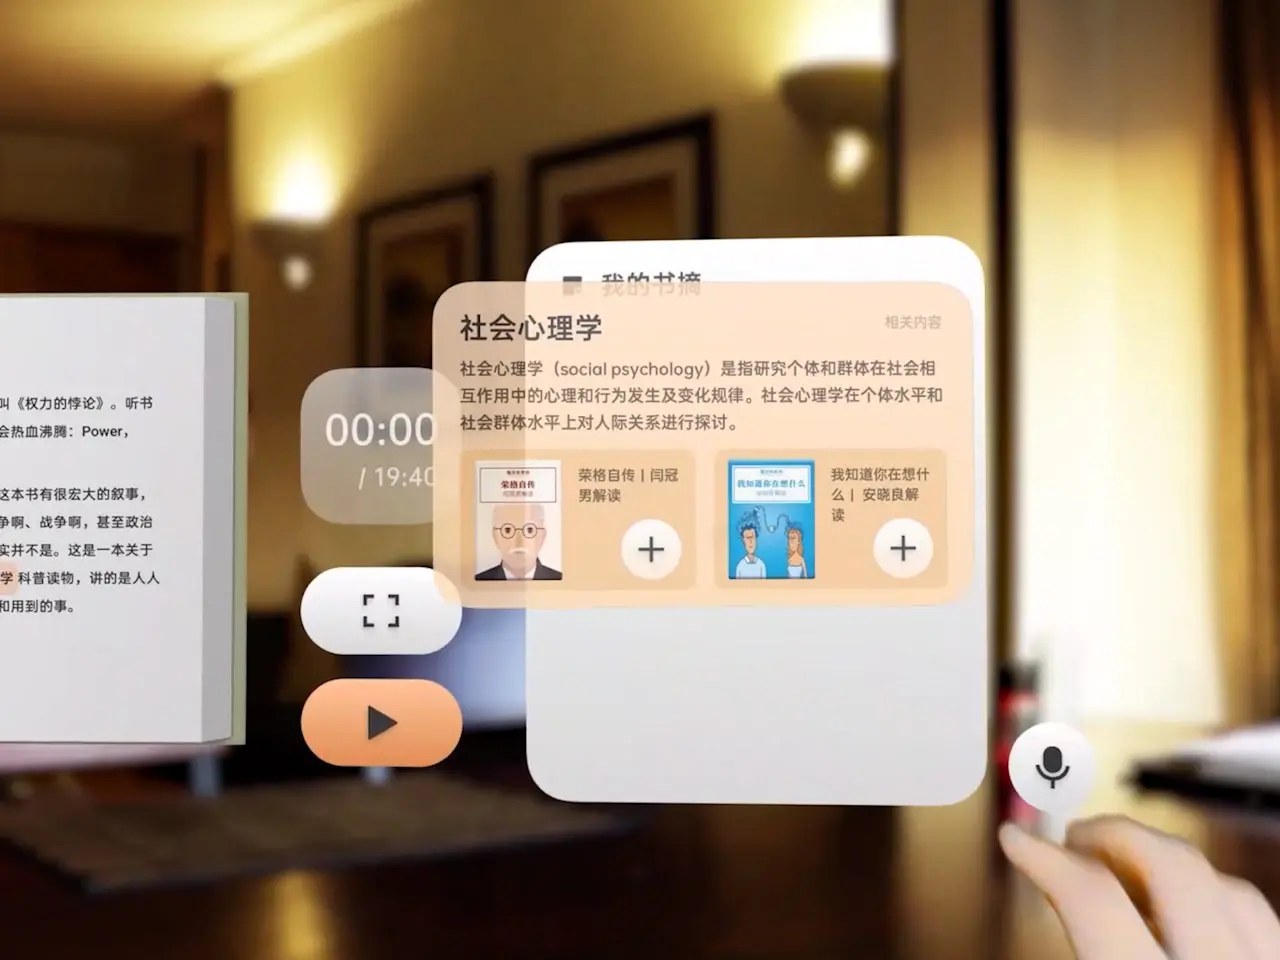 叫《权力的悖论》。听书
会热血沸腾：Power，
这本书有很宏大的叙事，
争啊、战争啊，甚至政治
实并不是。这是一本关于
学 科普读物，讲的是人人
和用到的事。
00:00
/ 19:40
我的书摘
社会心理学
相关内容
社会心理学（social psychology）是指研究个体和群体在社会相
互作用中的心理和行为发生及变化规律。社会心理学在个体水平和
社会群体水平上对人际关系进行探讨。
荣格自传
荣格自传 | 闫冠
男解读
我知道你在想什么
我知道你在想什
么 | 安晓良解
读